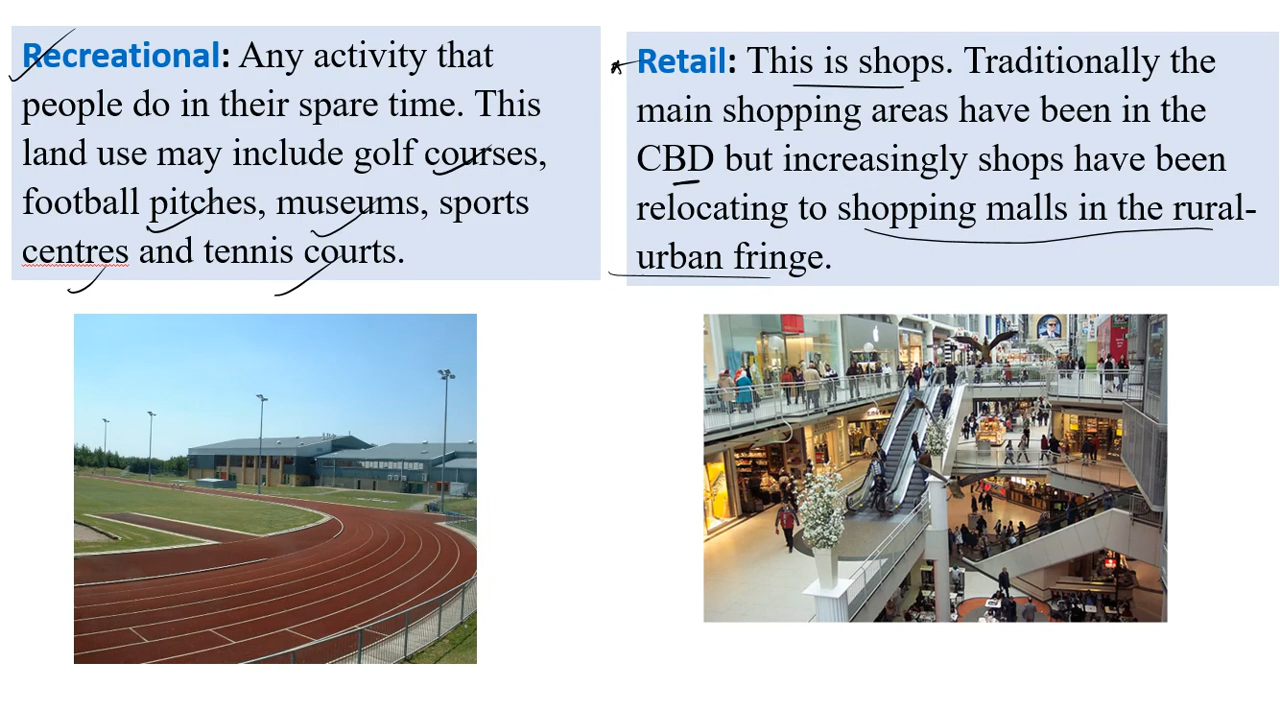 Recreational: Any activity that
people do in their spare time. This
land use may include golf courses,
football pitches, museums, sports
centres and tennis courts.
Retail: This is shops. Traditionally the
main shopping areas have been in the
CBD but increasingly shops have been
relocating to shopping malls in the rural-
urban fringe.